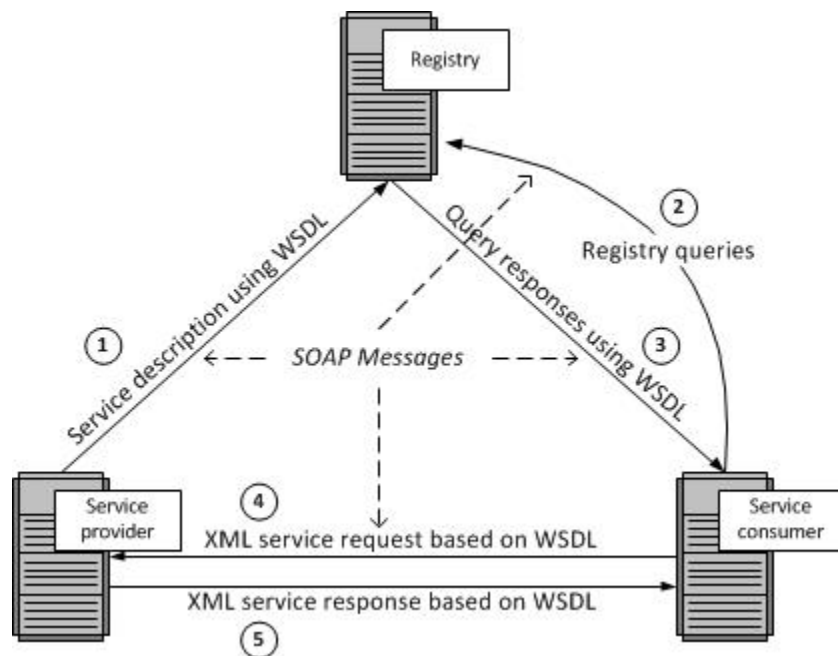 Registry
2
Registry queries
Query responses using WSDL
3
Service description using WSDL
1
SOAP Messages
Service
provider
Service
consumer
4
XML service request based on WSDL
XML service response based on WSDL
5